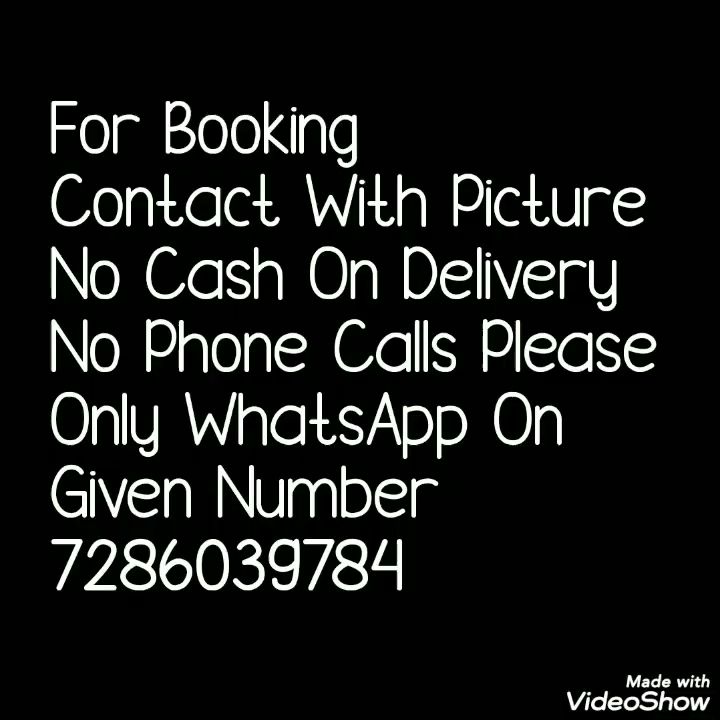 For Booking
Contact With Picture
No Cash On Delivery
No Phone Calls Please
Only WhatsApp On
Given Number
7286039784
Made with
VideoShow